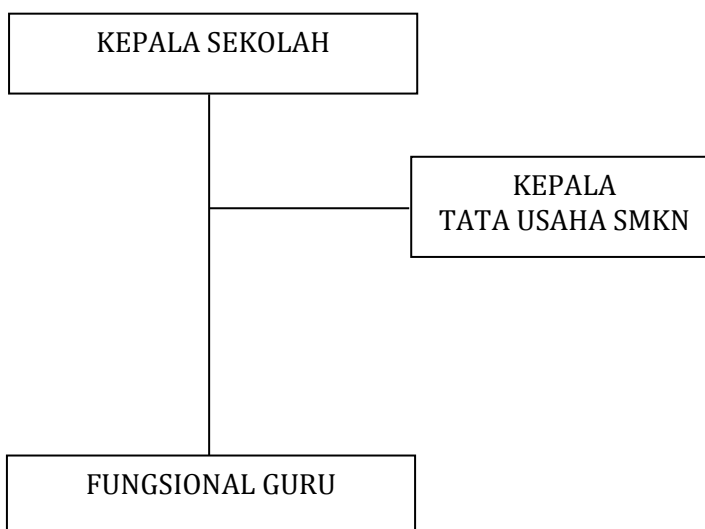 KEPALA SEKOLAH
KEPALA
TATA USAHA SMKN
FUNGSIONAL GURU